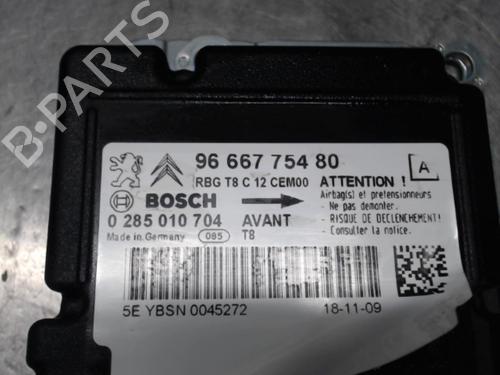 B-PARTS
96 667 754 80
RBG T8 C 12 CEM00
A
ATTENTION !
Airbag(s) et pretensionneurs
- Ne pas demonter.
- RISQUE DE DECLENCHEMENT!
- Consulter la notice.
BOSCH
0 285 010 704
AVANT
Made in Germany
085
T8
5E YBSN 0045272
18-11-09